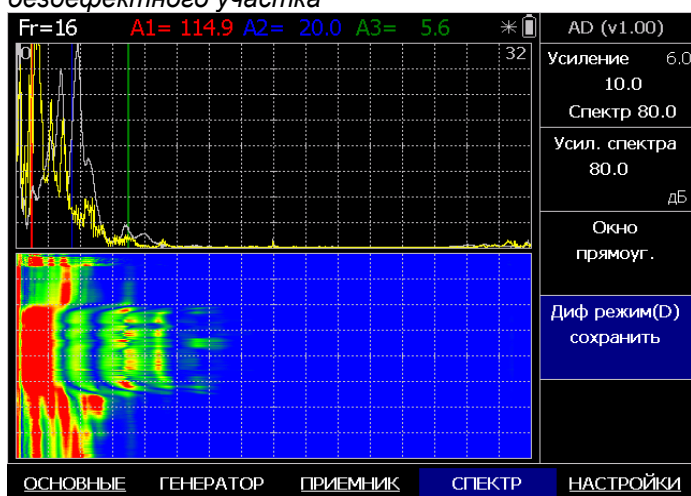 бездефектного участка
Fr=16 A1= 114.9 A2= 20.0 A3= 5.6
AD (v1.00)
0 32
Усиление 6.0
10.0
Спектр 80.0
Усил. спектра
80.0
дБ
Окно
прямоуг.
Диф режим(D)
сохранить
ОСНОВНЫЕ ГЕНЕРАТОР ПРИЕМНИК СПЕКТР НАСТРОЙКИ